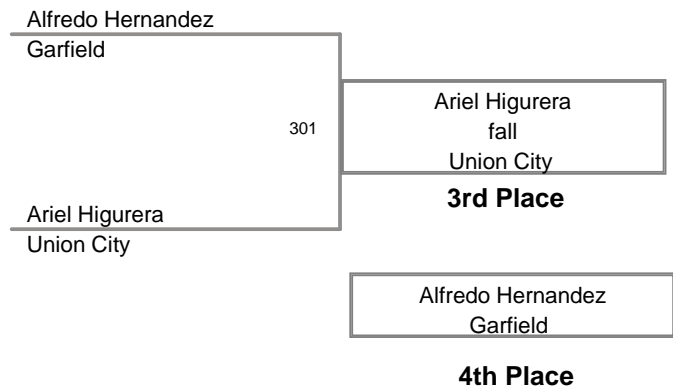 Alfredo Hernandez
Garfield
301
Ariel Higurera
fall
Union City
3rd Place
Ariel Higurera
Union City
Alfredo Hernandez
Garfield
4th Place